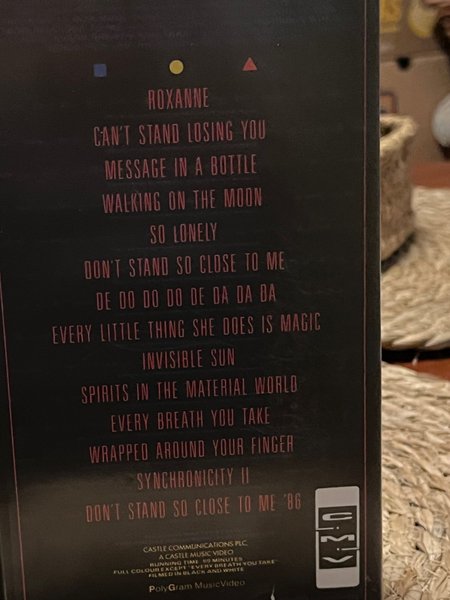 ROXANNE
CAN'T STAND LOSING YOU
MESSAGE IN A BOTTLE
WALKING ON THE MOON
SO LONELY
DON'T STAND SO CLOSE TO ME
DE DO DO DO DE DA DA DA
EVERY LITTLE THING SHE DOES IS MAGIC
INVISIBLE SUN
SPIRITS IN THE MATERIAL WORLD
EVERY BREATH YOU TAKE
WRAPPED AROUND YOUR FINGER
SYNCHRONICITY II
DON'T STAND SO CLOSE TO ME '86
CMV
CASTLE COMMUNICATIONS PLC.
A CASTLE MUSIC VIDEO
RUNNING TIME 60 MINUTES
FULL COLOUR EXCEPT "EVERY BREATH YOU TAKE"
FILMED IN BLACK AND WHITE
PolyGram MusicVideo